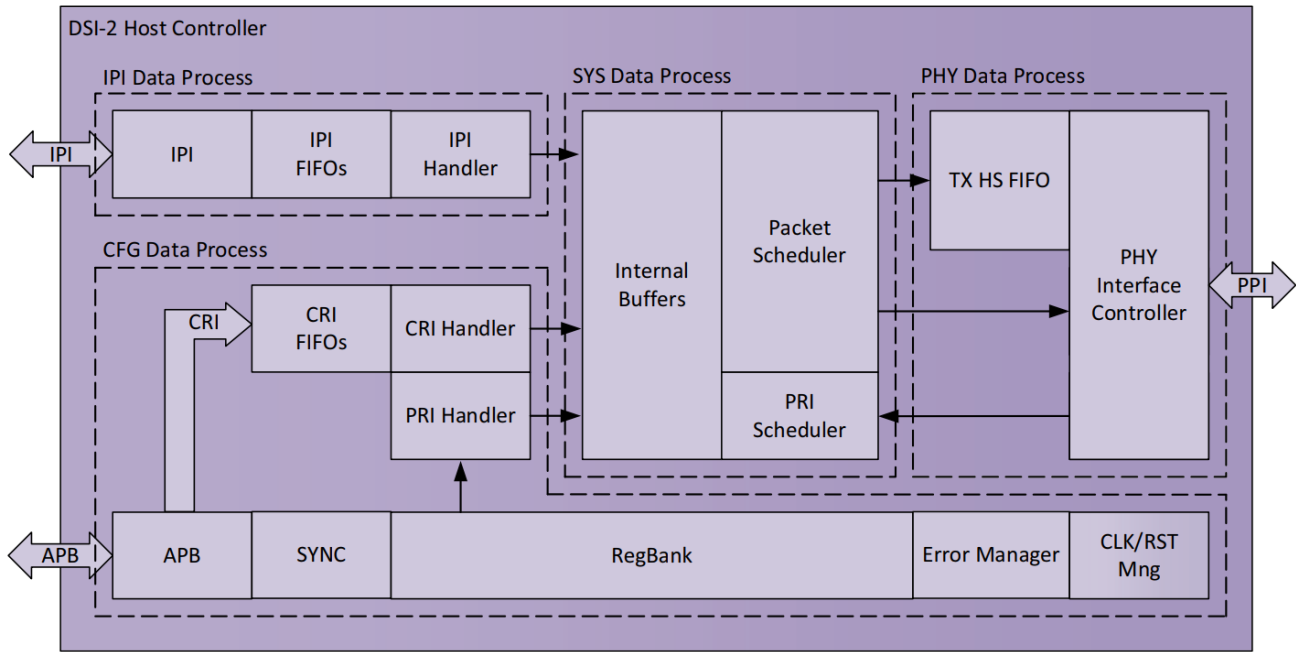 DSI-2 Host Controller
IPI Data Process
SYS Data Process
PHY Data Process
IPI
IPI
IPI
FIFOs
IPI
Handler
Internal
Buffers
Packet
Scheduler
TX HS FIFO
PHY
Interface
Controller
PPI
CFG Data Process
CRI
CRI
FIFOs
CRI Handler
PRI Handler
PRI
Scheduler
APB
APB
SYNC
RegBank
Error Manager
CLK/RST
Mng